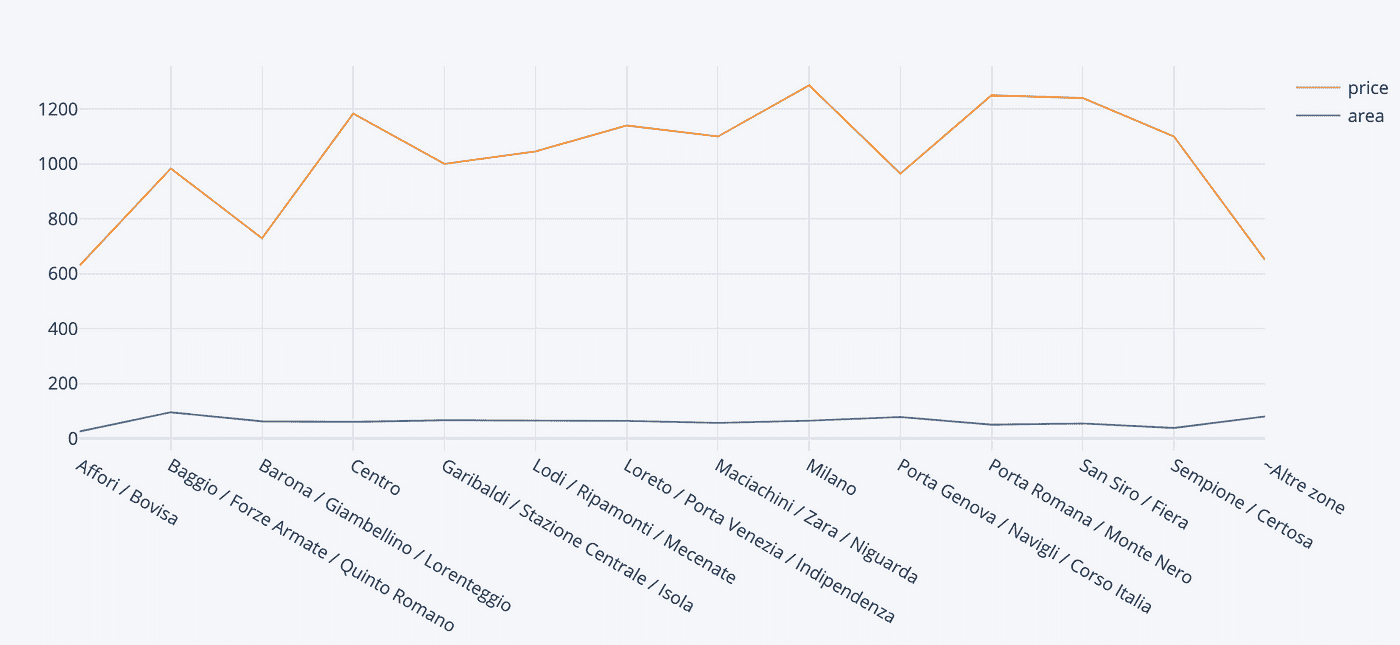 price
area
1200
1000
800
600
400
200
0
Affori / Bovisa
Baggio / Forze Armate / Quinto Romano
Barona / Giambellino / Lorenteggio
Centro
Garibaldi / Stazione Centrale / Isola
Lodi / Ripamonti / Mecenate
Loreto / Porta Venezia / Indipendenza
Maciachini / Zara / Niguarda
Milano
Porta Genova / Navigli / Corso Italia
Porta Romana / Monte Nero
San Siro / Fiera
Sempione / Certosa
~Altre zone